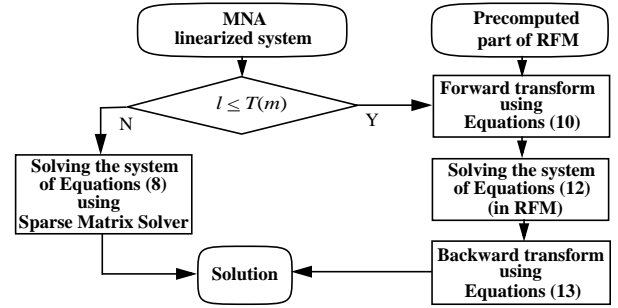 MNA
linearized system
Precomputed
part of RFM
l ≤ T(m)
N
Y
Forward transform
using
Equations (10)
Solving the system
of Equations (8)
using
Sparse Matrix Solver
Solving the system
of Equations (12)
(in RFM)
Solution
Backward transform
using
Equations (13)